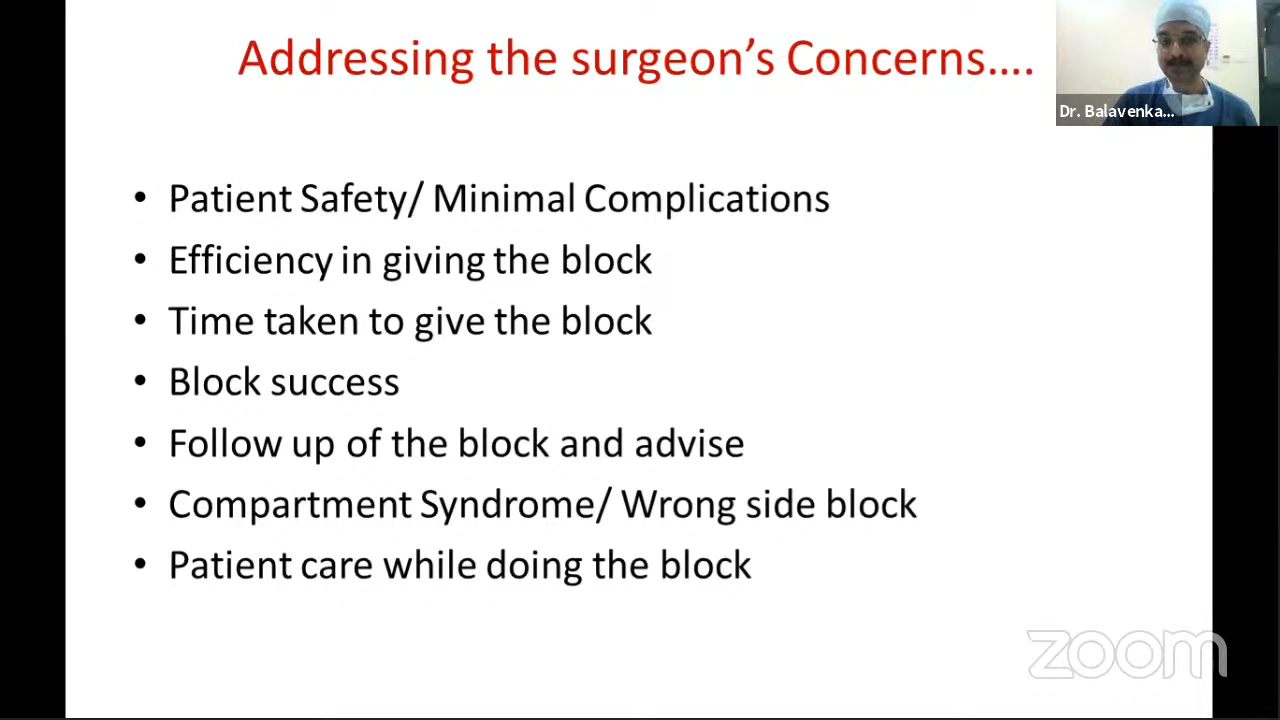 Addressing the surgeon’s Concerns....
Dr. Balavenka...
• Patient Safety/ Minimal Complications
• Efficiency in giving the block
• Time taken to give the block
• Block success
• Follow up of the block and advise
• Compartment Syndrome/ Wrong side block
• Patient care while doing the block
zoom